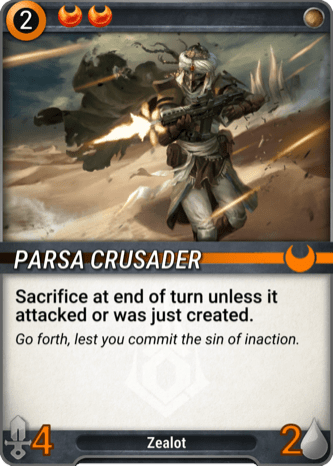 2
PARSA CRUSADER
Sacrifice at end of turn unless it
attacked or was just created.
Go forth, lest you commit the sin of inaction.
4 Zealot 2